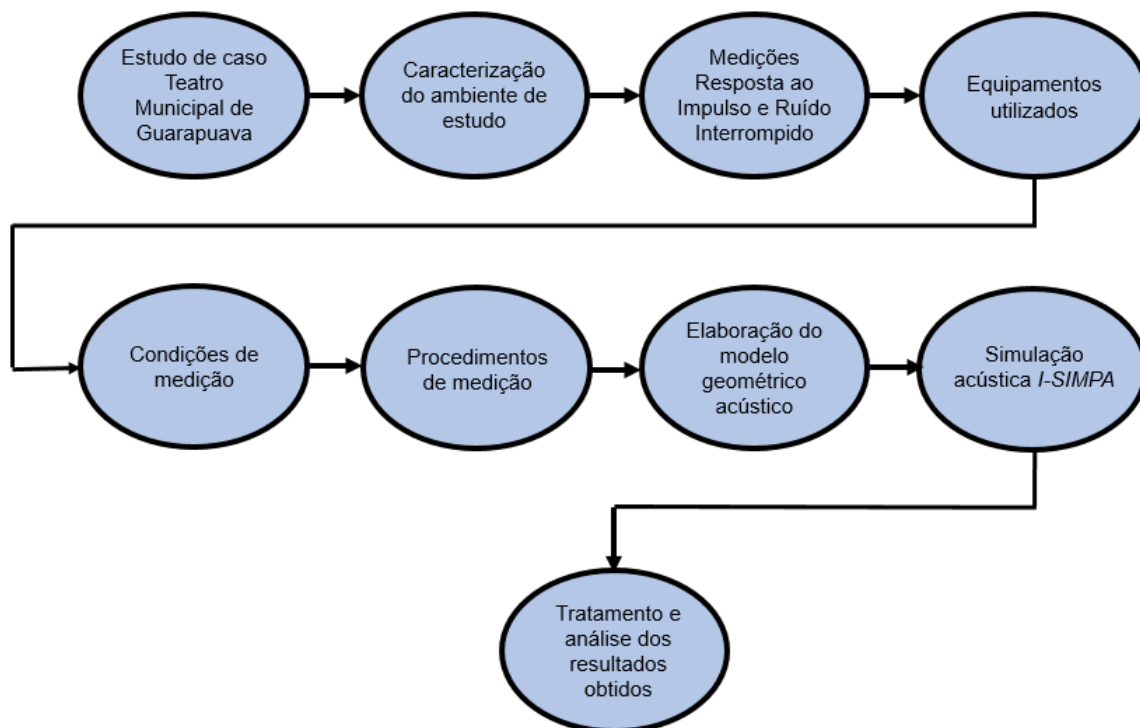 Estudo de caso
Teatro
Municipal de
Guarapuava
Caracterização
do ambiente de
estudo
Medições
Resposta ao
Impulso e Ruído
Interrompido
Equipamentos
utilizados
Condições de
medição
Procedimentos
de medição
Elaboração do
modelo
geométrico
acústico
Simulação
acústica I-SIMPA
Tratamento e
análise dos
resultados
obtidos